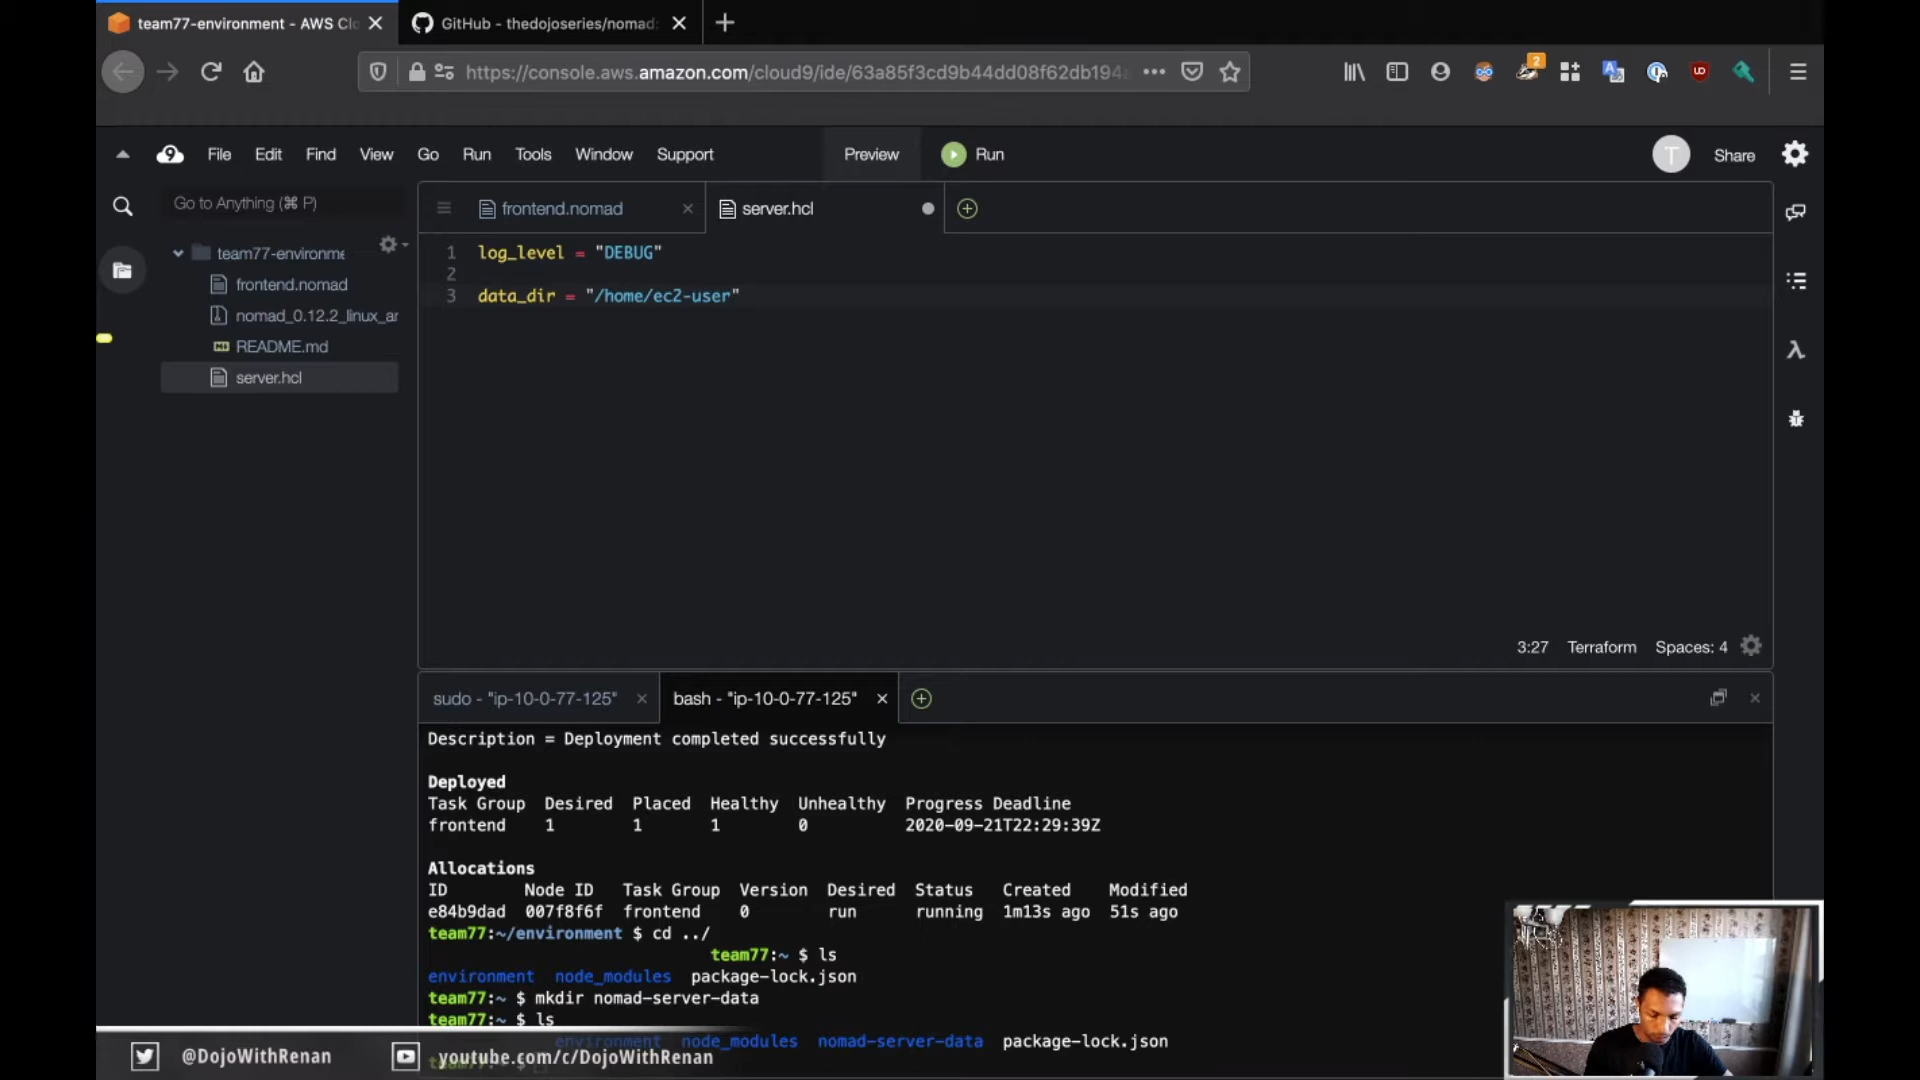 team77-environment - AWS Clo
GitHub - thedojoseries/nomad
https://console.aws.amazon.com/cloud9/ide/63a85f3cd9b44dd08f62db194a
2
9 File Edit Find View Go Run Tools Window Support Preview Run T Share
Go to Anything (⌘ P)
team77-environme
frontend.nomad
nomad_0.12.2_linux_ar
README.md
server.hcl
frontend.nomad
server.hcl
1 log_level = "DEBUG"
2
3 data_dir = "/home/ec2-user"
3:27 Terraform Spaces: 4
sudo - "ip-10-0-77-125"
bash - "ip-10-0-77-125"
Description = Deployment completed successfully
Deployed
Task Group Desired Placed Healthy Unhealthy Progress Deadline
frontend 1 1 1 0 2020-09-21T22:29:39Z
Allocations
ID Node ID Task Group Version Desired Status Created Modified
e84b9dad 007f8f6f frontend 0 run running 1m13s ago 51s ago
team77:~/environment $ cd ../
team77:~ $ ls
environment node_modules package-lock.json
team77:~ $ mkdir nomad-server-data
team77:~ $ ls
environment node_modules nomad-server-data package-lock.json
team77:~ $
@DojoWithRenan
youtube.com/c/DojoWithRenan